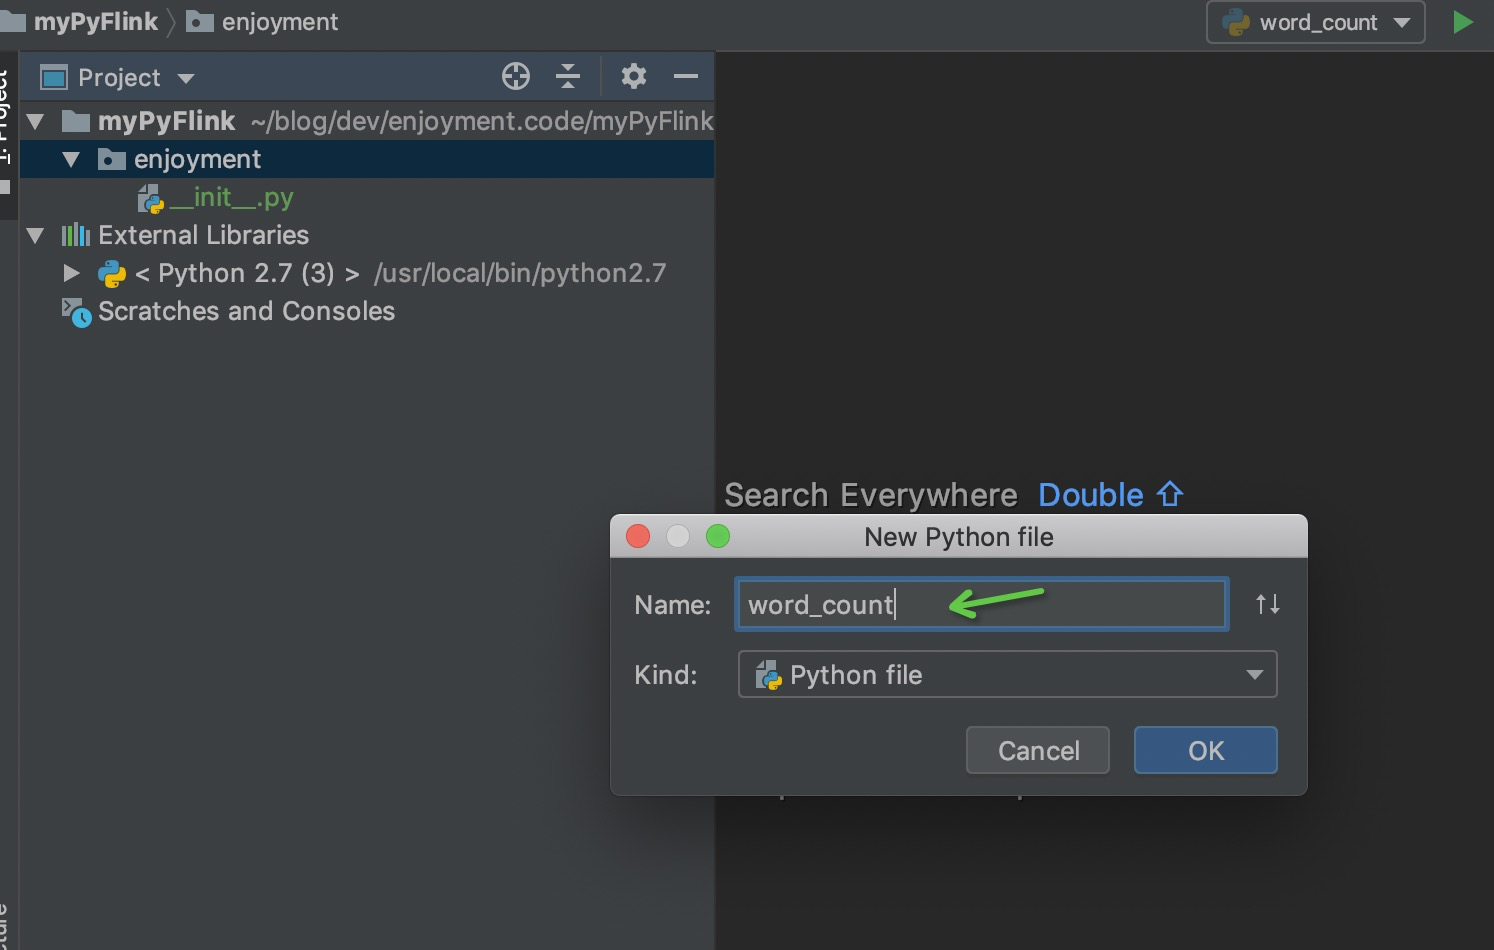 myPyFlink enjoyment
word_count
Project
myPyFlink ~/blog/dev/enjoyment.code/myPyFlink
enjoyment
__init__.py
External Libraries
< Python 2.7 (3) > /usr/local/bin/python2.7
Scratches and Consoles
Search Everywhere Double ⇧
New Python file
Name: word_count
Kind: Python file
Cancel OK